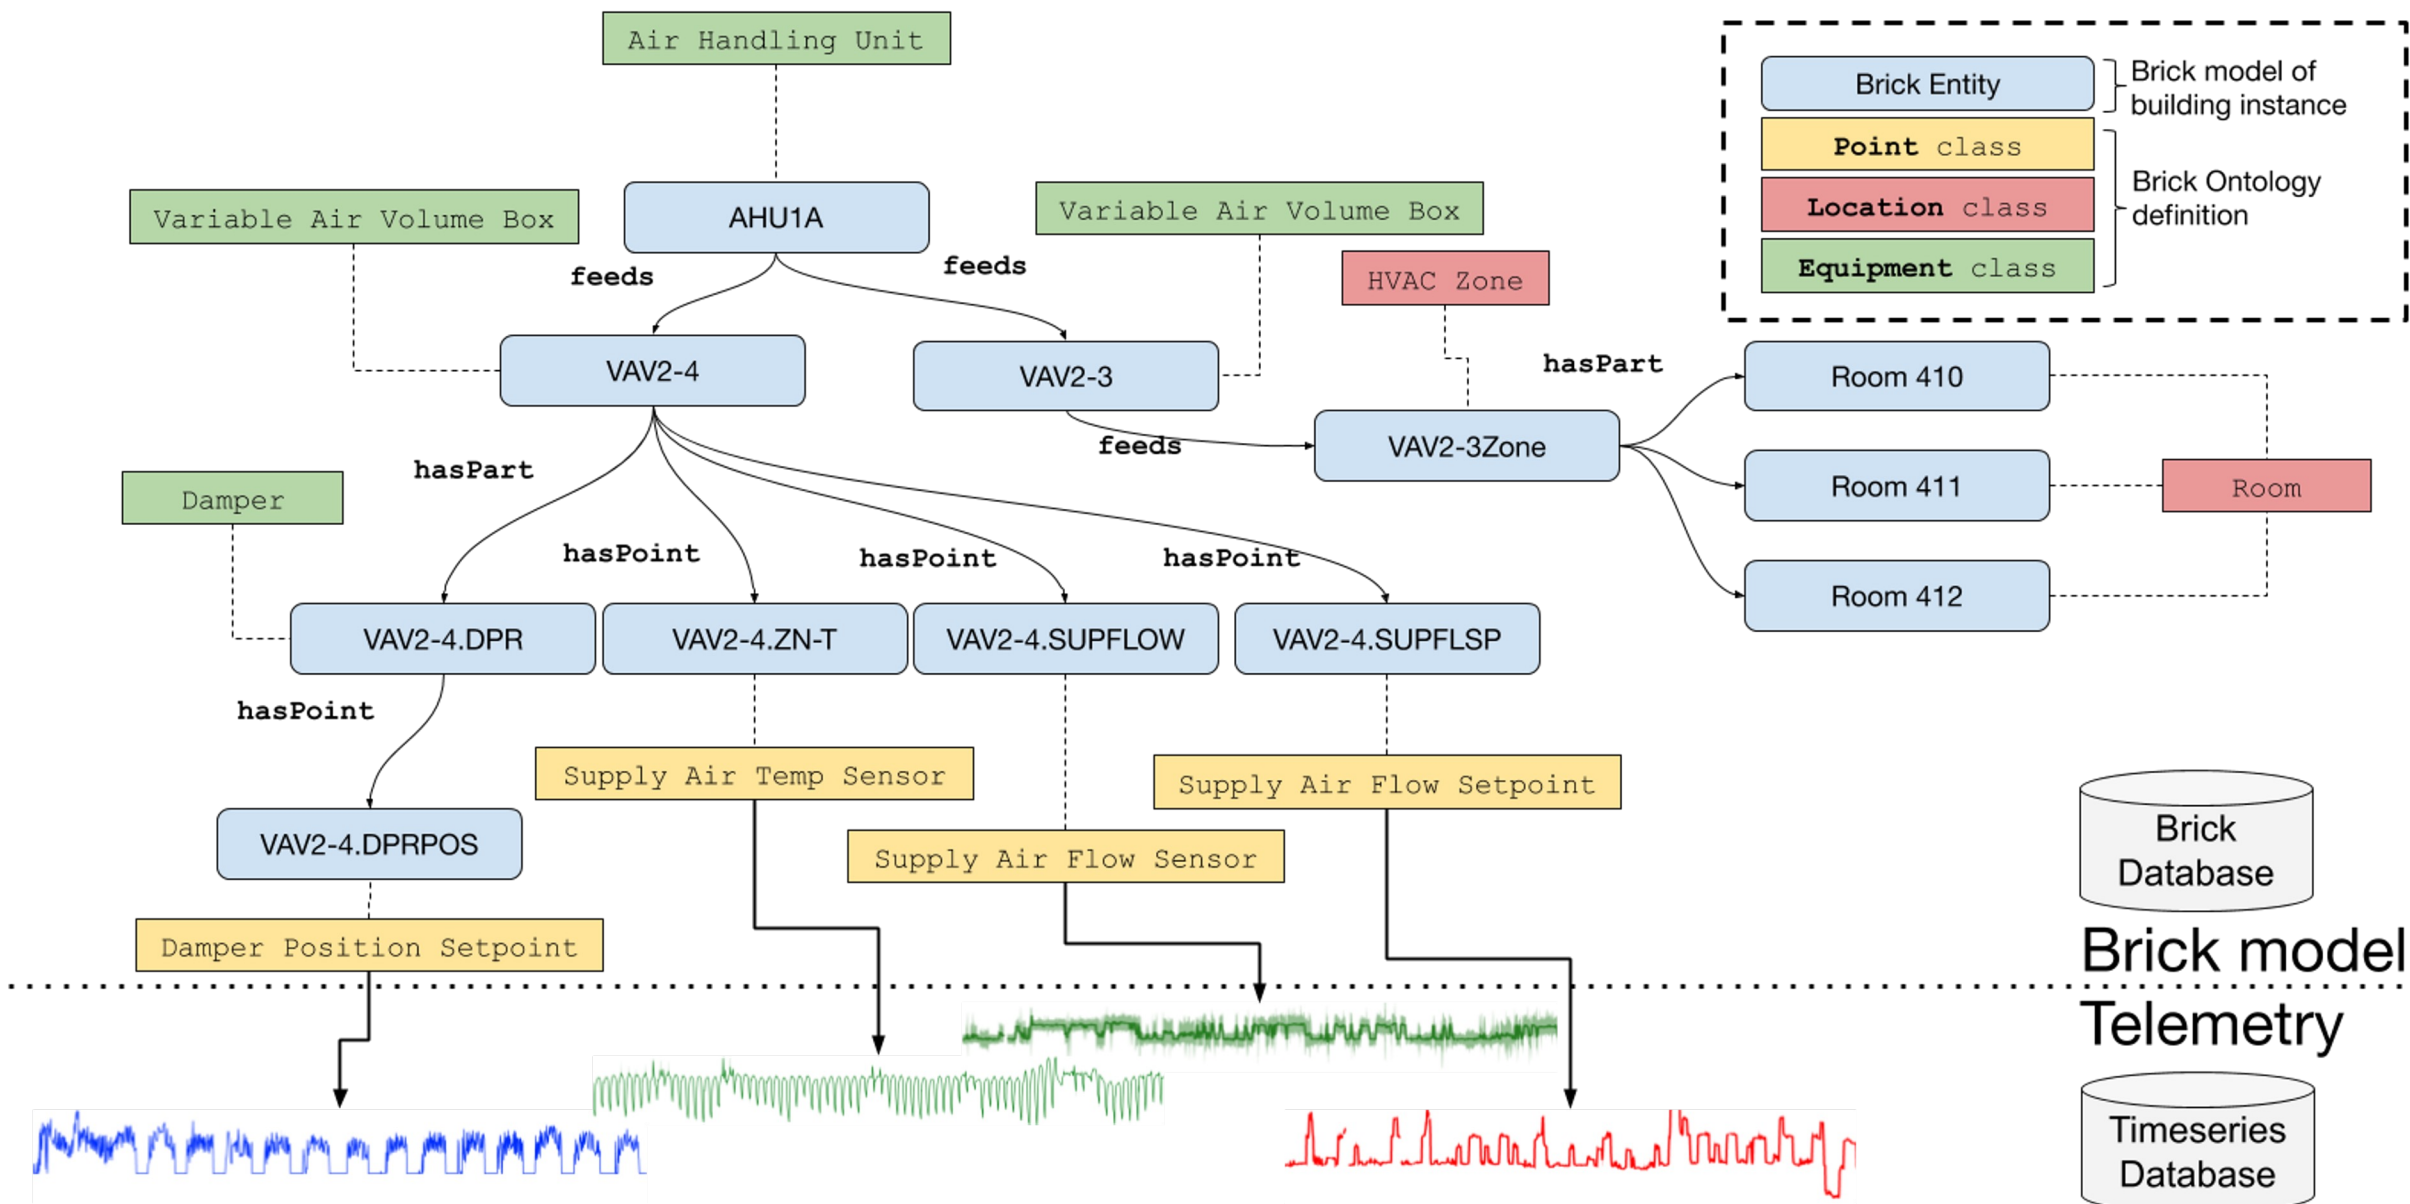 Air Handling Unit
Brick Entity
Brick model of
building instance
Point class
Location class
Equipment class
Brick Ontology
definition
Variable Air Volume Box
AHU1A
Variable Air Volume Box
feeds
feeds
HVAC Zone
VAV2-4
VAV2-3
hasPart
Room 410
feeds
VAV2-3Zone
hasPart
Room 411
Room
Damper
hasPoint
hasPoint
hasPoint
Room 412
VAV2-4.DPR
VAV2-4.ZN-T
VAV2-4.SUPFLOW
VAV2-4.SUPFLSP
hasPoint
Supply Air Temp Sensor
Supply Air Flow Setpoint
VAV2-4.DPRPOS
Supply Air Flow Sensor
Brick
Database
Damper Position Setpoint
Brick model
Telemetry
Timeseries
Database